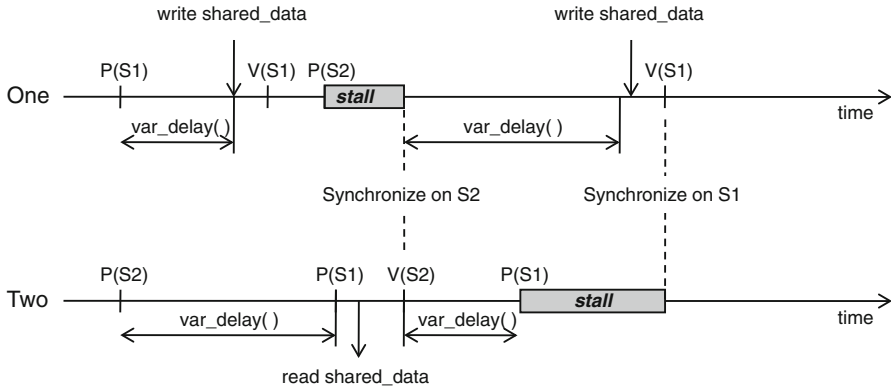 write shared_data write shared_data
P(S1) V(S1) P(S2) V(S1)
One stall
time
var_delay( ) var_delay( )
Synchronize on S2 Synchronize on S1
P(S2) P(S1) V(S2) P(S1)
Two stall
var_delay( ) var_delay( ) time
read shared_data